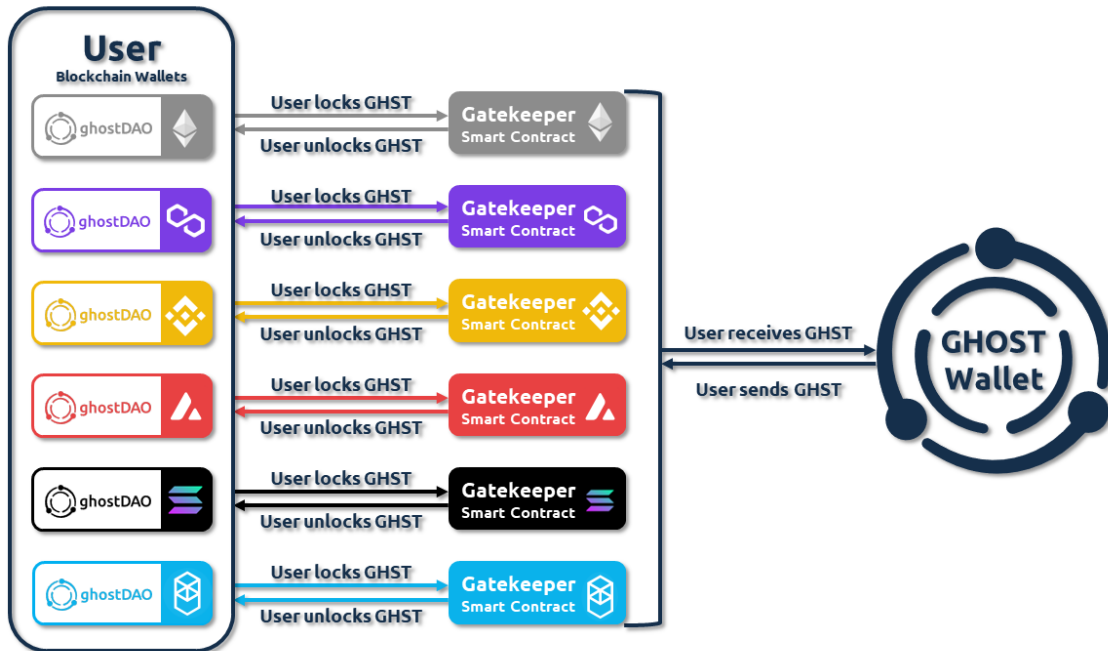 User
Blockchain Wallets
ghostDAO
User locks GHST
User unlocks GHST
Gatekeeper
Smart Contract
ghostDAO
User locks GHST
User unlocks GHST
Gatekeeper
Smart Contract
ghostDAO
User locks GHST
User unlocks GHST
Gatekeeper
Smart Contract
ghostDAO
User locks GHST
User unlocks GHST
Gatekeeper
Smart Contract
ghostDAO
User locks GHST
User unlocks GHST
Gatekeeper
Smart Contract
ghostDAO
User locks GHST
User unlocks GHST
Gatekeeper
Smart Contract
User receives GHST
User sends GHST
GHOST
Wallet